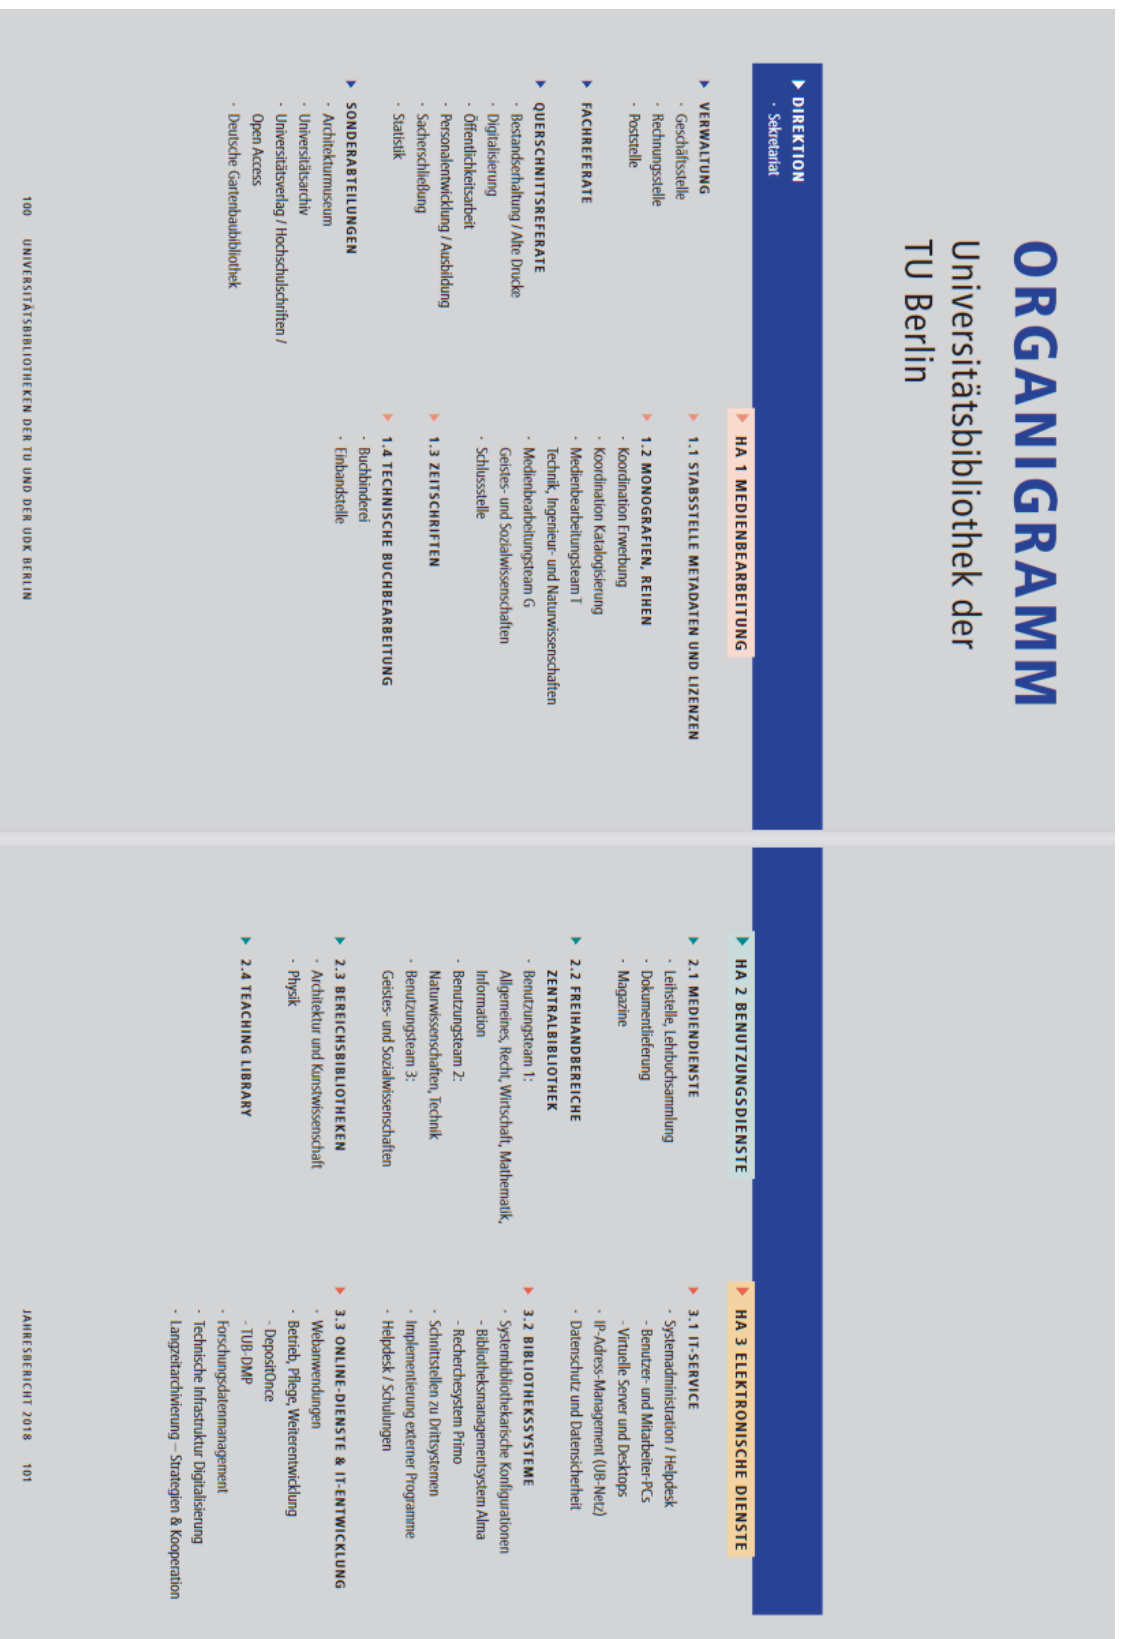 ORGANIGRAMM
Universitätsbibliothek der
TU Berlin
DIREKTION
· Sekretariat
VERWALTUNG
· Geschäftsstelle
· Rechnungsstelle
· Poststelle
FACHREFERATE
QUERSCHNITTSREFERATE
· Bestandserhaltung / Alte Drucke
· Digitalisierung
· Öffentlichkeitsarbeit
· Personalentwicklung / Ausbildung
· Sacherschließung
· Statistik
SONDERABTEILUNGEN
· Architekturmuseum
· Universitätsarchiv
· Universitätsverlag / Hochschulschriften /
Open Access
· Deutsche Gartenbaubibliothek
HA 1 MEDIENBEARBEITUNG
1.1 STABSSTELLE METADATEN UND LIZENZEN
1.2 MONOGRAFIEN, REIHEN
· Koordination Erwerbung
· Koordination Katalogisierung
· Medienbearbeitungsteam T
Technik, Ingenieur- und Naturwissenschaften
· Medienbearbeitungsteam G
Geistes- und Sozialwissenschaften
· Schlussstelle
1.3 ZEITSCHRIFTEN
1.4 TECHNISCHE BUCHBEARBEITUNG
· Buchbinderei
· Einbandstelle
HA 2 BENUTZUNGSDIENSTE
2.1 MEDIENDIENSTE
· Leihstelle, Lehrbuchsammlung
· Dokumentlieferung
· Magazine
2.2 FREIHANDBEREICHE
ZENTRALBIBLIOTHEK
· Benutzungsteam 1:
Allgemeines, Recht, Wirtschaft, Mathematik,
Information
· Benutzungsteam 2:
Naturwissenschaften, Technik
· Benutzungsteam 3:
Geistes- und Sozialwissenschaften
2.3 BEREICHSBIBLIOTHEKEN
· Architektur und Kunstwissenschaft
· Physik
2.4 TEACHING LIBRARY
HA 3 ELEKTRONISCHE DIENSTE
3.1 IT-SERVICE
· Systemadministration / Helpdesk
- Benutzer- und Mitarbeiter-PCs
- Virtuelle Server und Desktops
· IP-Adress-Management (UB-Netz)
· Datenschutz und Datensicherheit
3.2 BIBLIOTHEKSSYSTEME
· Systembibliothekarische Konfigurationen
- Bibliotheksmanagementsystem Alma
- Recherchesystem Primo
· Schnittstellen zu Drittsystemen
· Implementierung externer Programme
· Helpdesk / Schulungen
3.3 ONLINE-DIENSTE & IT-ENTWICKLUNG
· Webanwendungen
· Betrieb, Pflege, Weiterentwicklung
- DepositOnce
- TUB-DMP
· Forschungsdatenmanagement
· Technische Infrastruktur Digitalisierung
· Langzeitarchivierung – Strategien & Kooperation
100 UNIVERSITÄTSBIBLIOTHEKEN DER TU UND DER UDK BERLIN
JAHRESBERICHT 2018 101